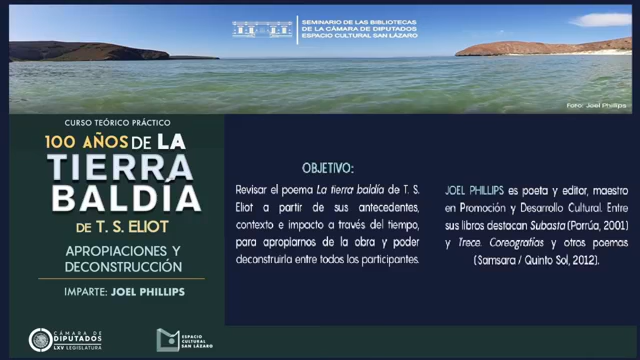 SEMINARIO DE LAS BIBLIOTECAS
DE LA CÁMARA DE DIPUTADOS
ESPACIO CULTURAL SAN LÁZARO
Foto: Joel Phillips
CURSO TEÓRICO PRÁCTICO
100 AÑOS DE LA
TIERRA
BALDÍA
DE T. S. ELIOT
APROPIACIONES Y
DECONSTRUCCIÓN
IMPARTE: JOEL PHILLIPS
CÁMARA DE
DIPUTADOS
LXV LEGISLATURA
ESPACIO
CULTURAL
SAN LÁZARO
OBJETIVO:
Revisar el poema La tierra baldía de T. S.
Eliot a partir de sus antecedentes,
contexto e impacto a través del tiempo,
para apropiarnos de la obra y poder
deconstruirla entre todos los participantes.
JOEL PHILLIPS es poeta y editor, maestro
en Promoción y Desarrollo Cultural. Entre
sus libros destacan Subasta (Porrúa, 2001)
y Trece. Coreografías y otros poemas
(Samsara / Quinto Sol, 2012).